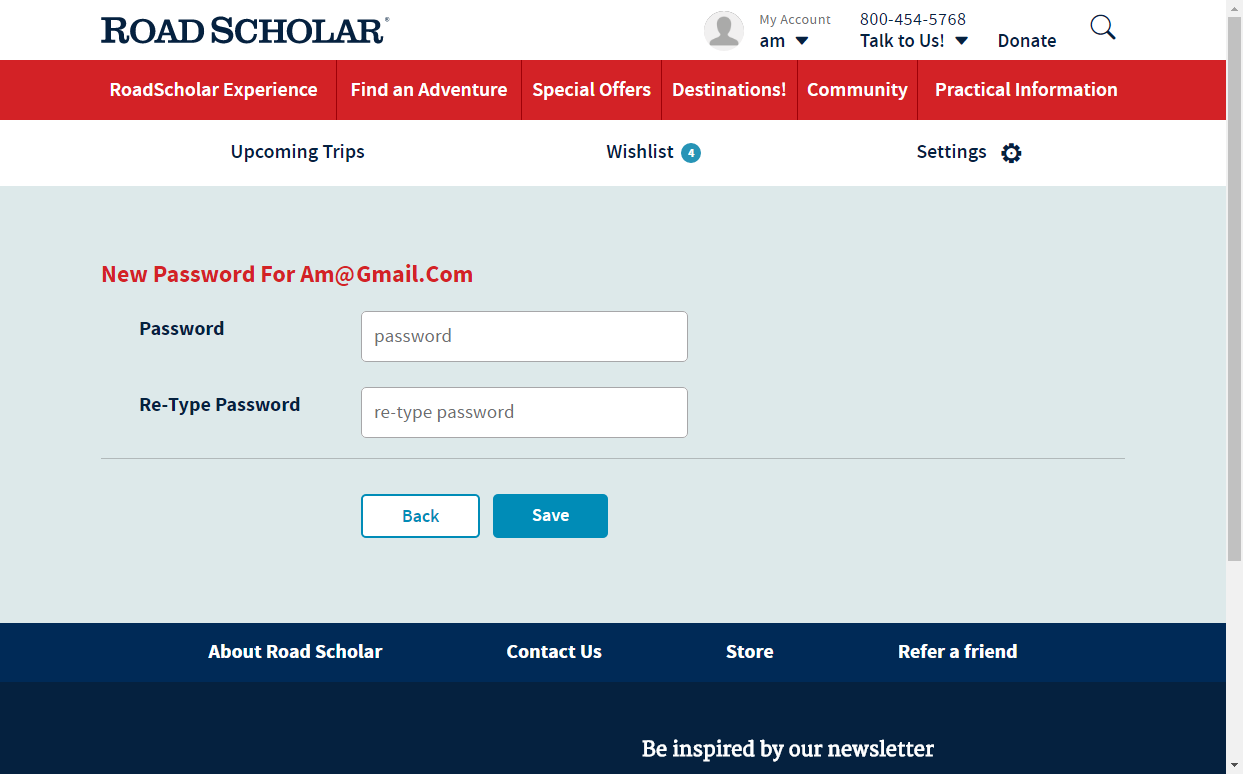 ROAD SCHOLAR®
My Account
am
800-454-5768
Talk to Us!
Donate
RoadScholar Experience
Find an Adventure
Special Offers
Destinations!
Community
Practical Information
Upcoming Trips
Wishlist 4
Settings
New Password For Am@Gmail.Com
Password
password
Re-Type Password
re-type password
Back
Save
About Road Scholar
Contact Us
Store
Refer a friend
Be inspired by our newsletter